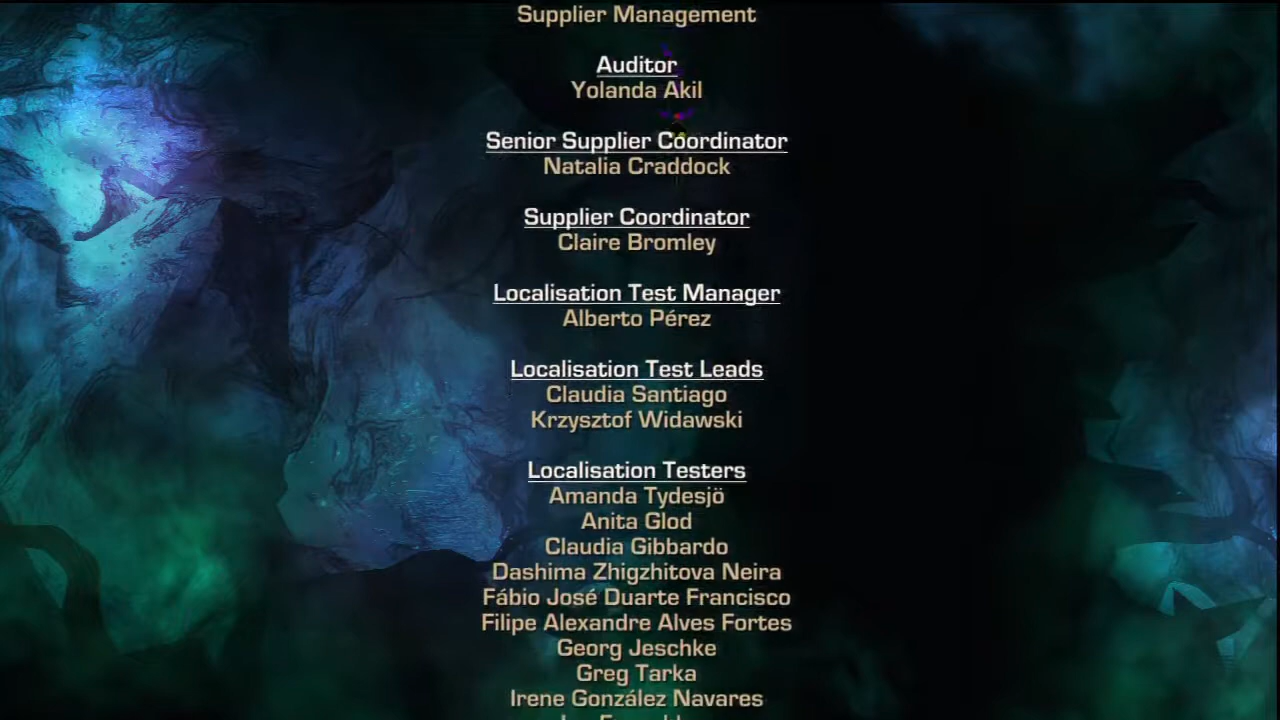 Supplier Management
Auditor
Yolanda Akil
Senior Supplier Coordinator
Natalia Craddock
Supplier Coordinator
Claire Bromley
Localisation Test Manager
Alberto Pérez
Localisation Test Leads
Claudia Santiago
Krzysztof Widawski
Localisation Testers
Amanda Tydesjö
Anita Glod
Claudia Gibbardo
Dashima Zhigzhitova Neira
Fábio José Duarte Francisco
Filipe Alexandre Alves Fortes
Georg Jeschke
Greg Tarka
Irene González Navares